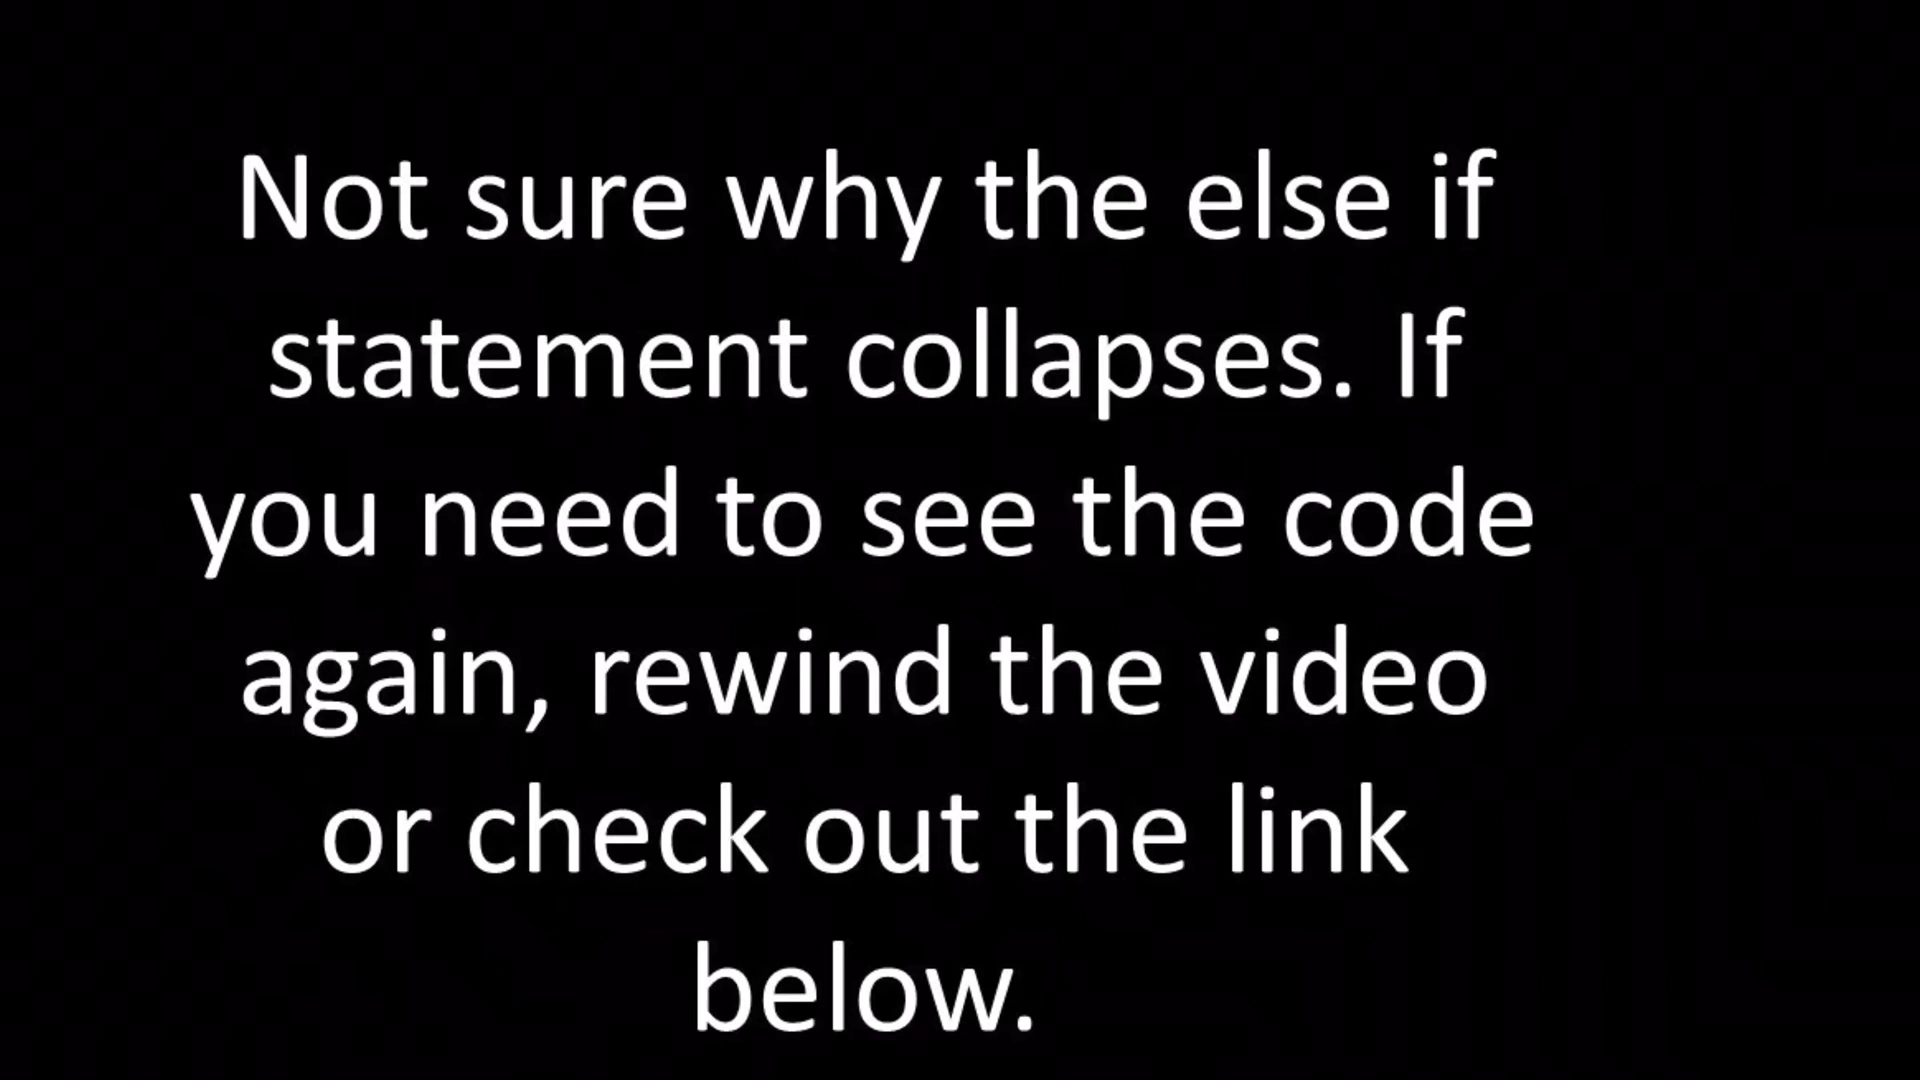 Not sure why the else if
statement collapses. If
you need to see the code
again, rewind the video
or check out the link
below.